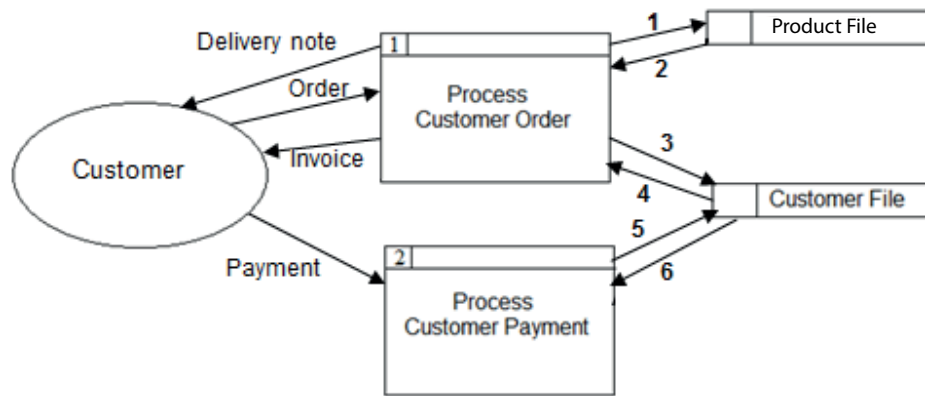 Delivery note
Order
Invoice
Customer
Payment
1
Process
Customer Order
1
2
Product File
3
4
Customer File
5
6
2
Process
Customer Payment